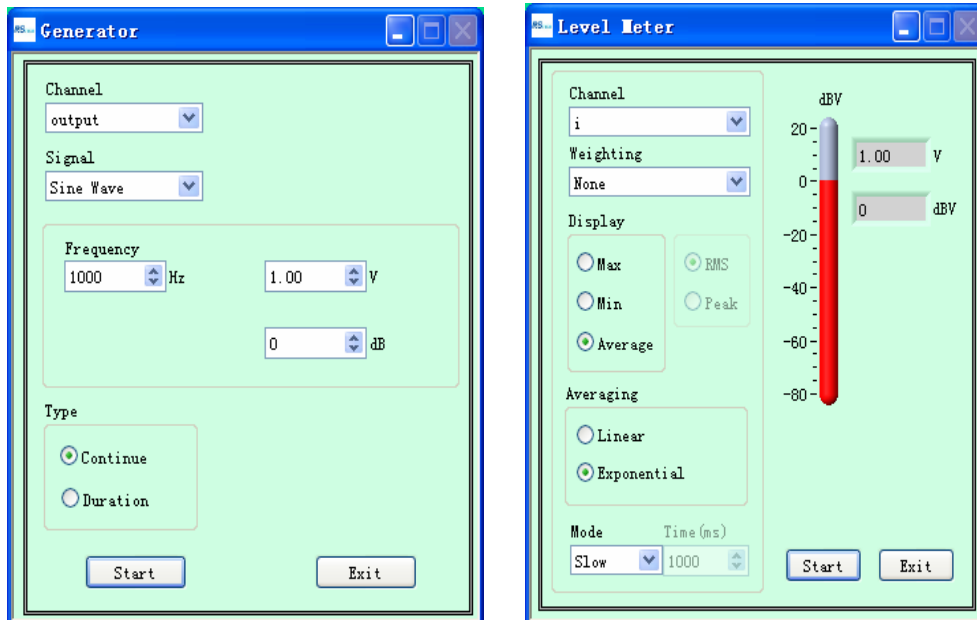 Generator
Channel
output
Signal
Sine Wave
Frequency
1000 Hz 1.00 V
0 dB
Type
Continue
Duration
Start Exit
Level Meter
Channel
i
Weighting
None
Display
Max RMS
Min Peak
Average
Averaging
Linear
Exponential
Mode Time(ms)
Slow 1000
dBV
20
0
-20
-40
-60
-80
1.00 V
0 dBV
Start Exit